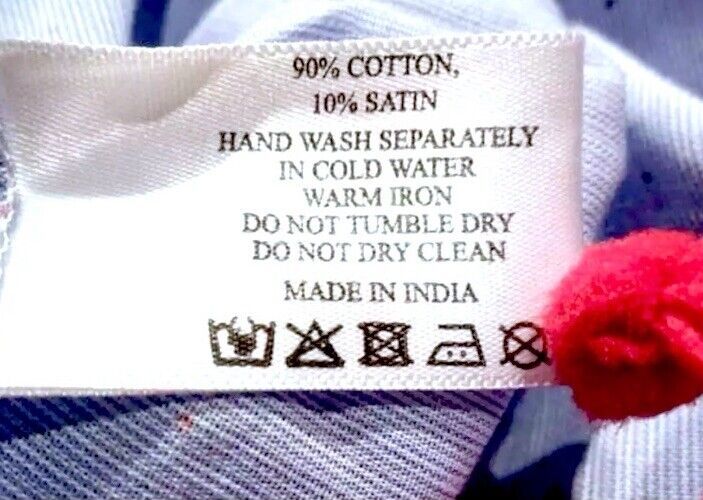 90% COTTON,
10% SATIN
HAND WASH SEPARATELY
IN COLD WATER
WARM IRON
DO NOT TUMBLE DRY
DO NOT DRY CLEAN
MADE IN INDIA